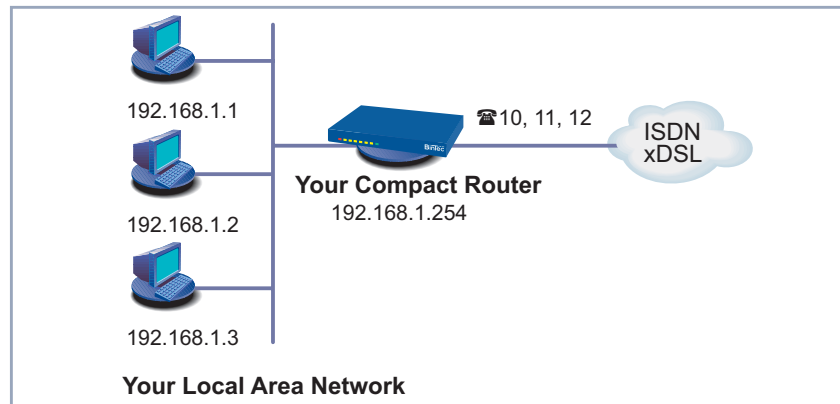 192.168.1.1
192.168.1.2
192.168.1.3
Your Local Area Network
BinTec
Your Compact Router
192.168.1.254
☎10, 11, 12
ISDN
xDSL